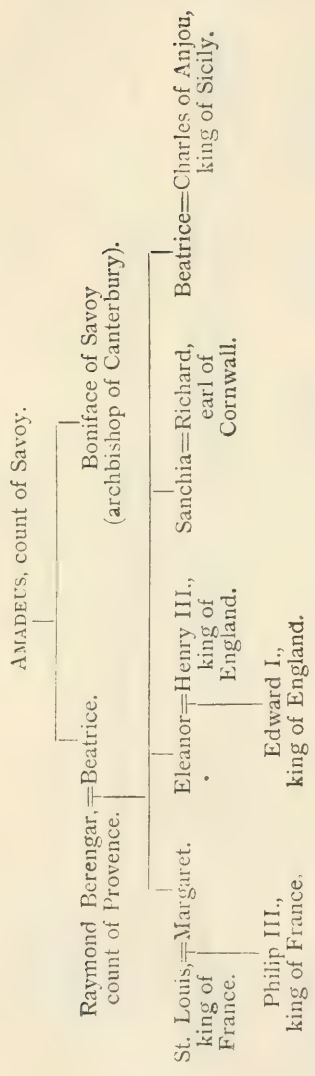 AMADEUS, count of Savoy.
Raymond Berengar,=Beatrice.
count of Provence.
Boniface of Savoy
(archbishop of Canterbury).
St. Louis,=Margaret.
king of
France.
Eleanor=Henry III.,
king of
England.
Sanchia=Richard,
earl of
Cornwall.
Beatrice=Charles of Anjou,
king of Sicily.
Philip III.,
king of France.
Edward I.,
king of England.